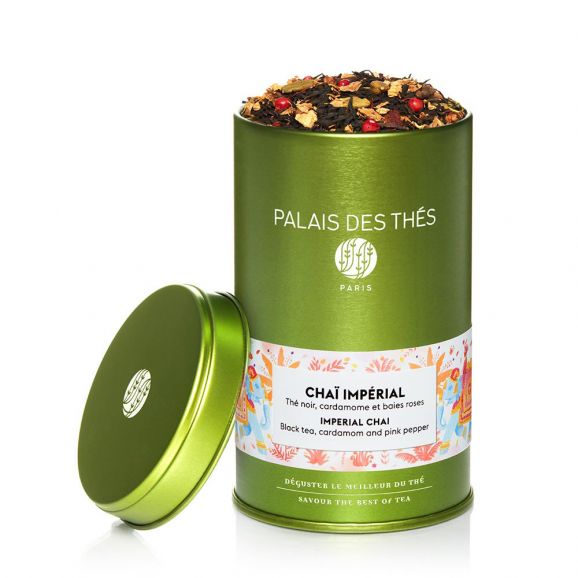 PALAIS DES THÉS
PARIS
CHAÏ IMPÉRIAL
Thé noir, cardamome et baies roses
IMPERIAL CHAI
Black tea, cardamom and pink pepper
DÉGUSTER LE MEILLEUR DU THÉ
SAVOUR THE BEST OF TEA